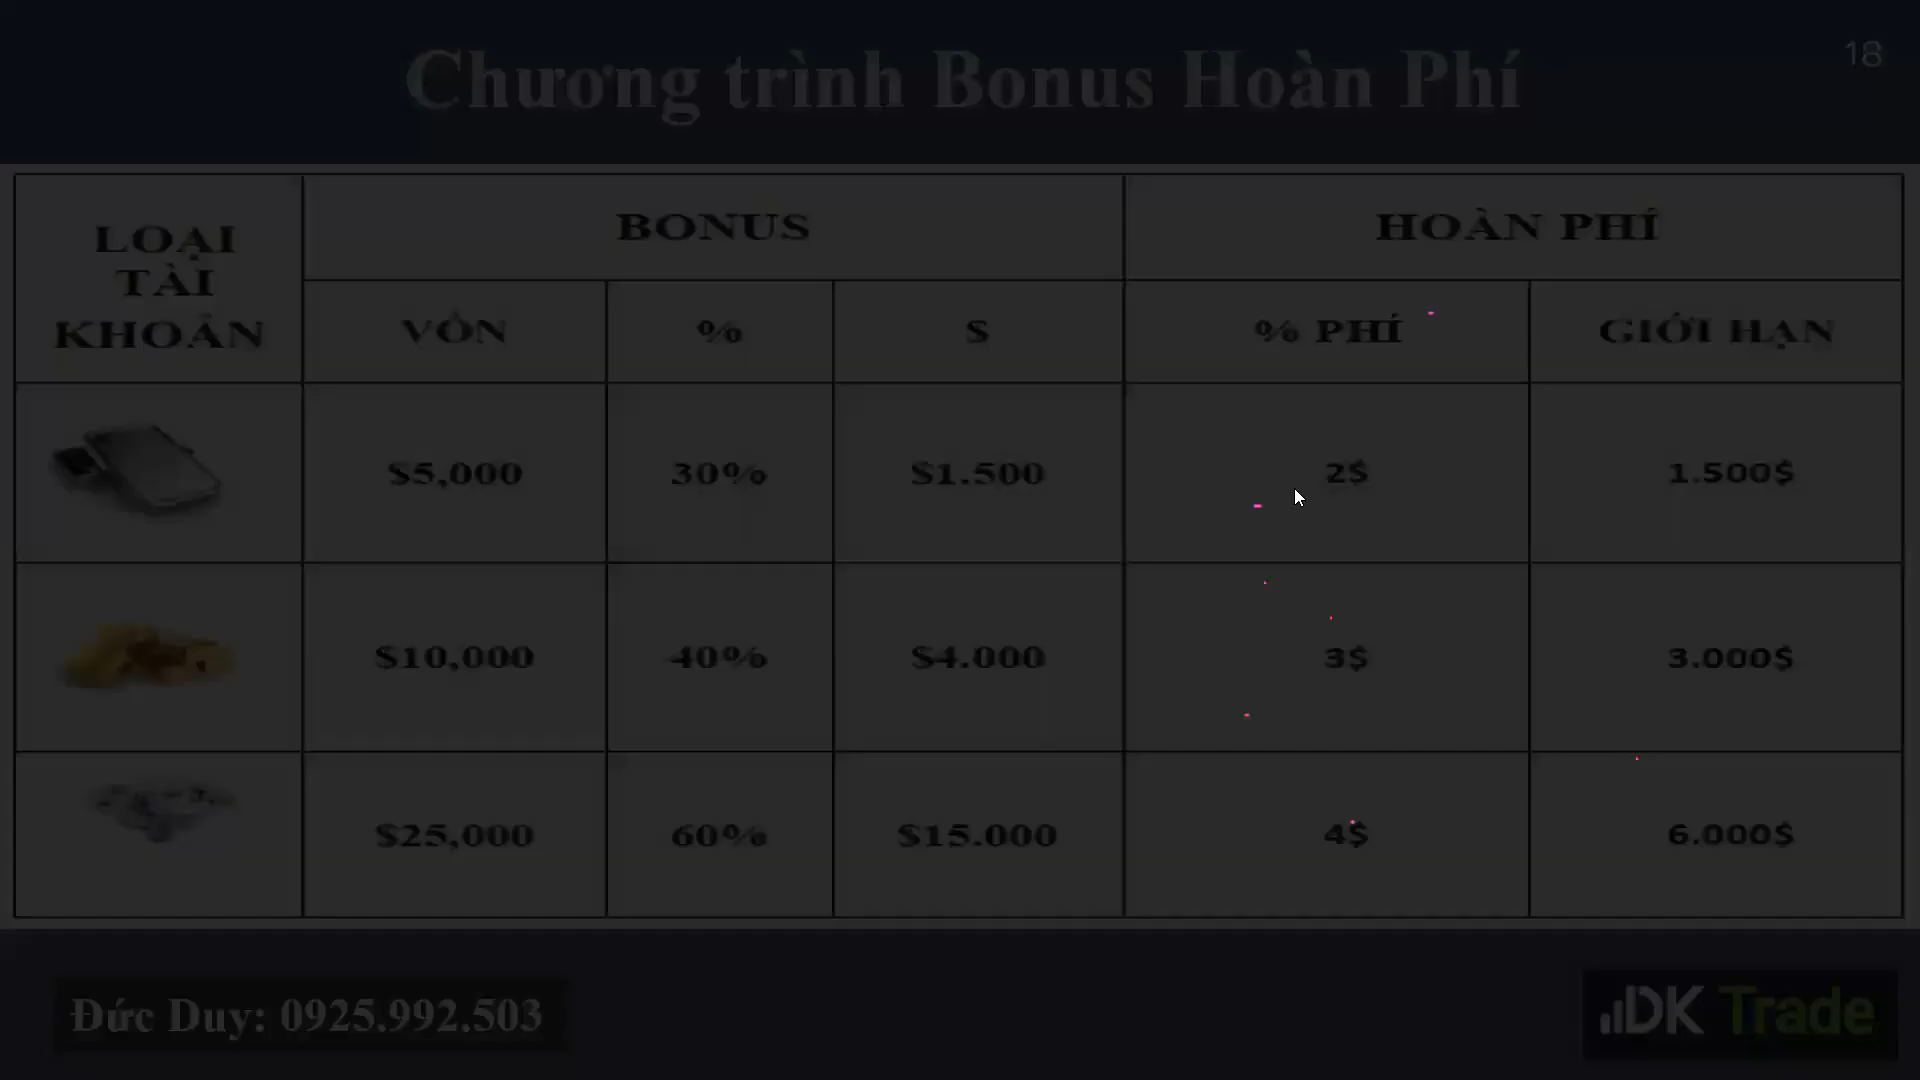 Chương trình Bonus Hoàn Phí
18
LOẠI
TÀI
KHOẢN
BONUS
HOÀN PHÍ
VỐN
%
$
% PHÍ
GIỚI HẠN
$5,000
30%
$1.500
2$
1.500$
$10,000
40%
$4.000
3$
3.000$
$25,000
60%
$15.000
4$
6.000$
Đức Duy: 0925.992.503
DK Trade